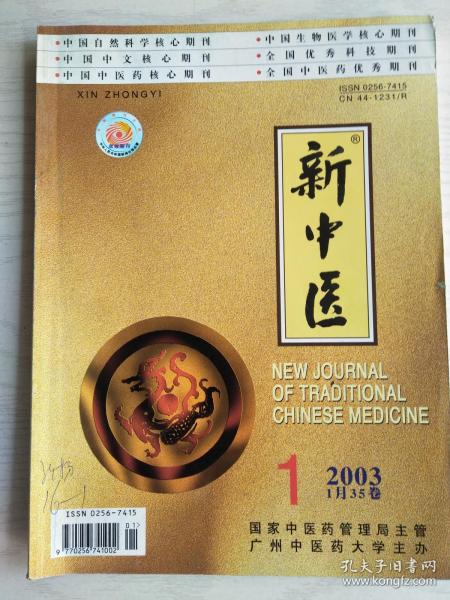 •中国自然科学核心期刊 •中国生物医学核心期刊
•中国中文核心期刊 •全国优秀科技期刊
•中国中医药核心期刊 •全国中医药优秀期刊
XIN ZHONGYI
ISSN 0256-7415
CN 44-1231/R
新中医®
NEW JOURNAL
OF TRADITIONAL
CHINESE MEDICINE
1
2003
1月35卷
ISSN 0256-7415
01>
9 770256 741002
国家中医药管理局主管
广州中医药大学主办
孔夫子旧书网